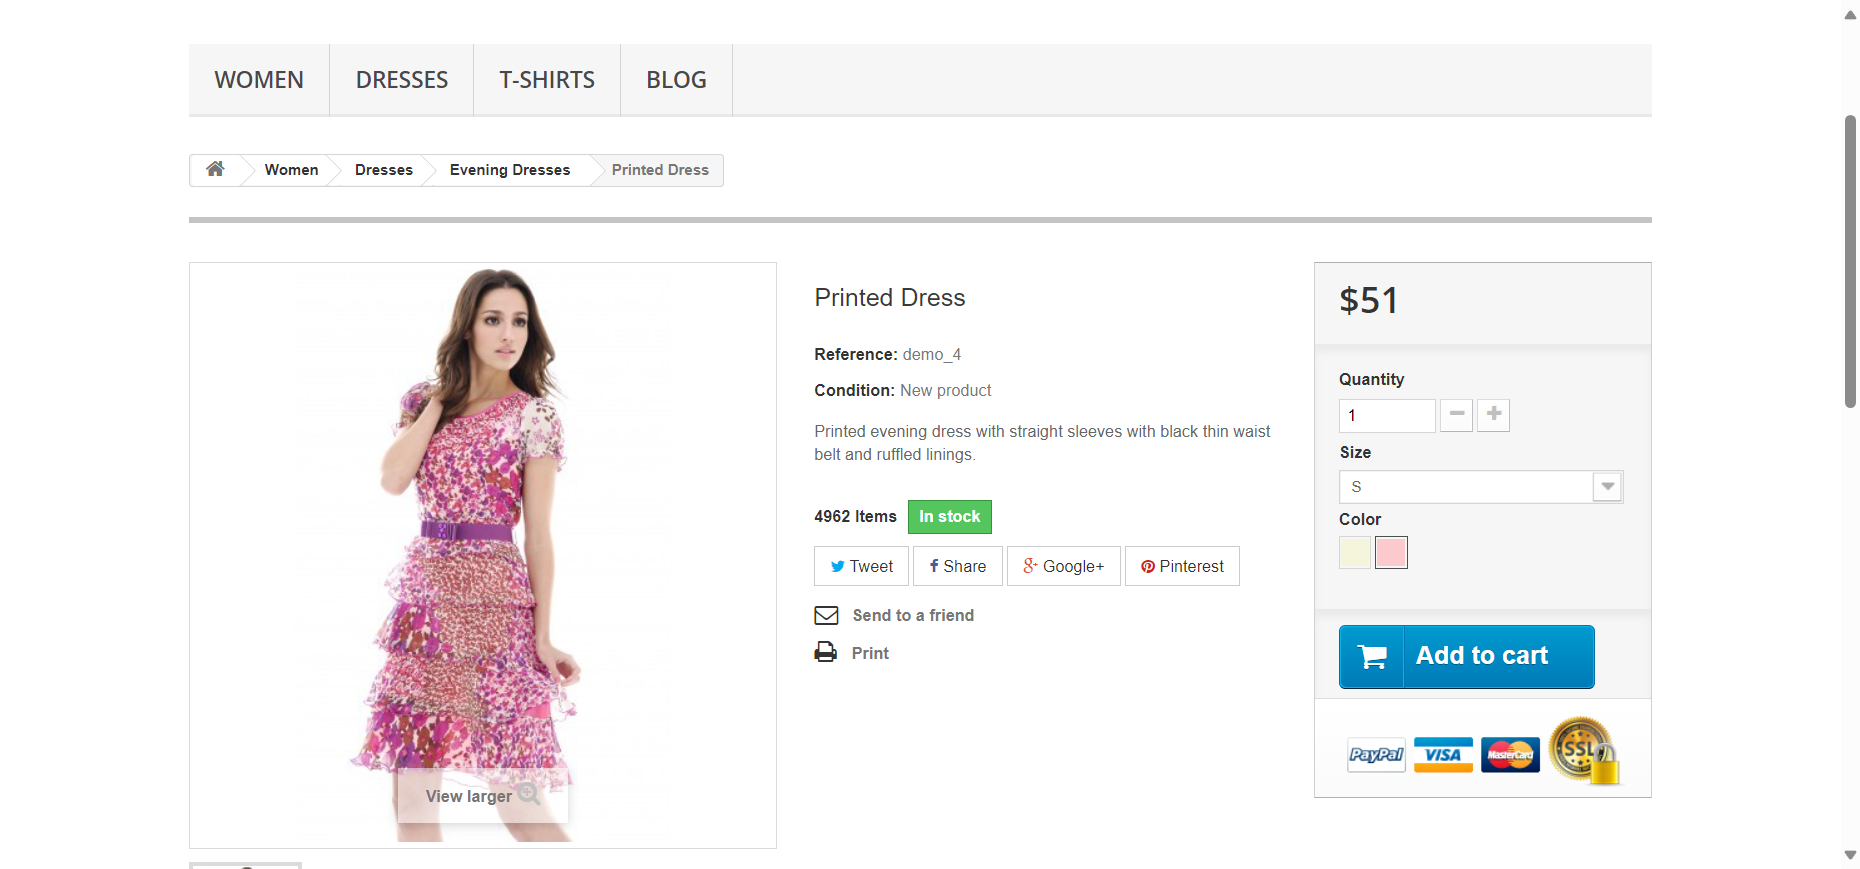 WOMEN
DRESSES
T-SHIRTS
BLOG
Women
Dresses
Evening Dresses
Printed Dress
View larger
Printed Dress
Reference: demo_4
Condition: New product
Printed evening dress with straight sleeves with black thin waist
belt and ruffled linings.
4962 Items In stock
Tweet
Share
Google+
Pinterest
Send to a friend
Print
$51
Quantity
1
Size
S
Color
Add to cart
PayPal
VISA
MasterCard
SSL